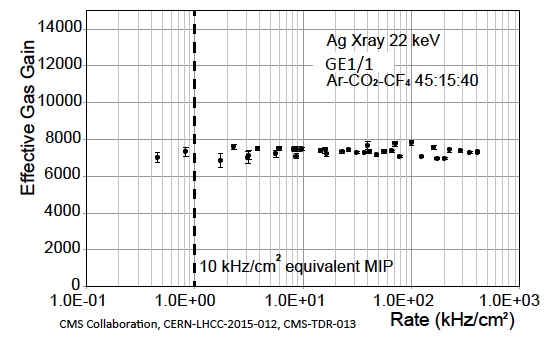 14000
12000
10000
8000
6000
4000
2000
0
Effective Gas Gain
Ag Xray 22 keV
GE1/1
Ar-CO₂-CF₄ 45:15:40
10 kHz/cm² equivalent MIP
1.0E-01 1.0E+00 1.0E+01 1.0E+02 1.0E+03
CMS Collaboration, CERN-LHCC-2015-012, CMS-TDR-013
Rate (kHz/cm²)